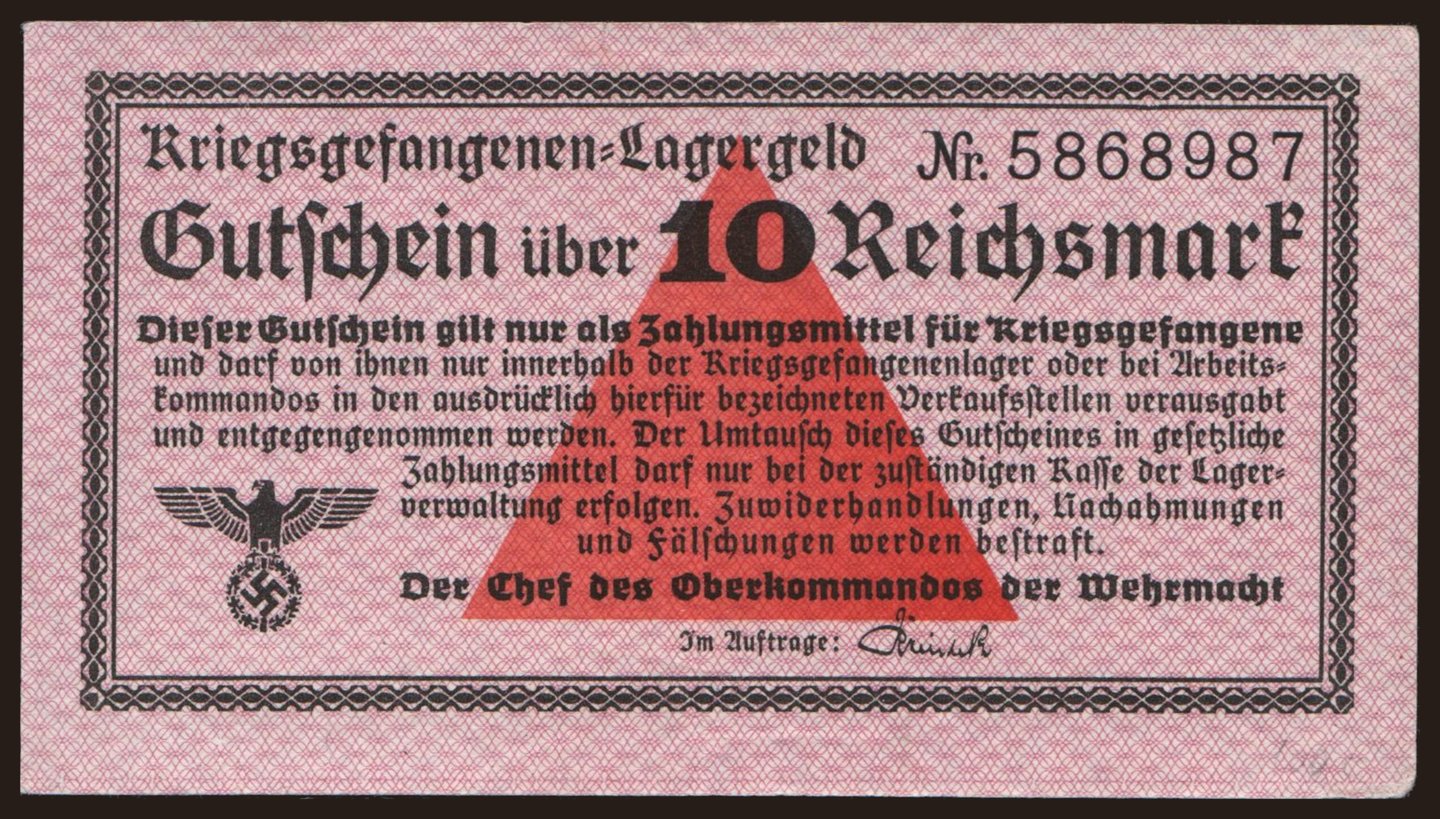 Kriegsgefangenen-Lagergeld Nr. 5868987
Gutschein über 10 Reichsmark
Dieser Gutschein gilt nur als Zahlungsmittel für Kriegsgefangene
und darf von ihnen nur innerhalb der Kriegsgefangenenlager oder bei Arbeits-
kommandos in den ausdrücklich hierfür bezeichneten Verkaufsstellen verausgabt
und entgegengenommen werden. Der Umtausch dieses Gutscheines in gesetzliche
Zahlungsmittel darf nur bei der zuständigen Kasse der Lager-
verwaltung erfolgen. Zuwiderhandlungen, Nachahmungen
und Fälschungen werden bestraft.
Der Chef des Oberkommandos der Wehrmacht
Im Auftrage: